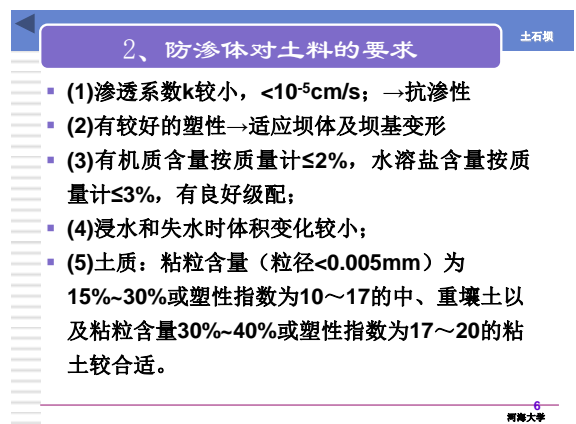 土石坝
2、防渗体对土料的要求
(1)渗透系数k较小，<10-5cm/s；→抗渗性
(2)有较好的塑性→适应坝体及坝基变形
(3)有机质含量按质量计≤2%，水溶盐含量按质
量计≤3%，有良好级配；
(4)浸水和失水时体积变化较小；
(5)土质：粘粒含量（粒径<0.005mm）为
15%~30%或塑性指数为10～17的中、重壤土以
及粘粒含量30%~40%或塑性指数为17～20的粘
土较合适。
6
河海大学